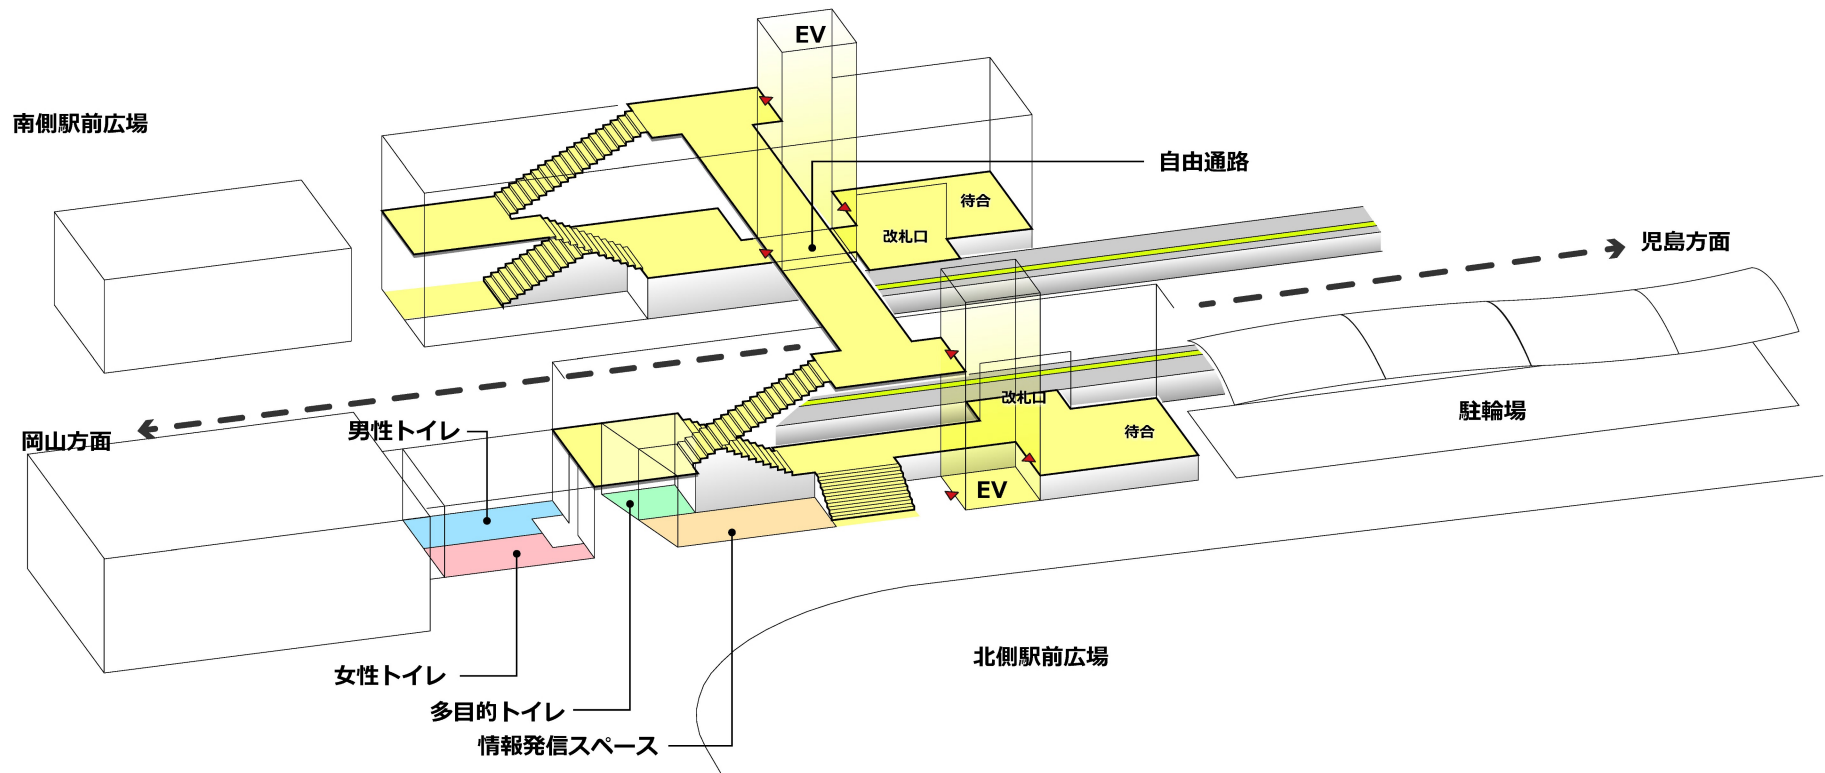 EV
南側駅前広場
自由通路
待合
改札口
児島方面
改札口
駐輪場
待合
男性トイレ
岡山方面
EV
北側駅前広場
女性トイレ
多目的トイレ
情報発信スペース